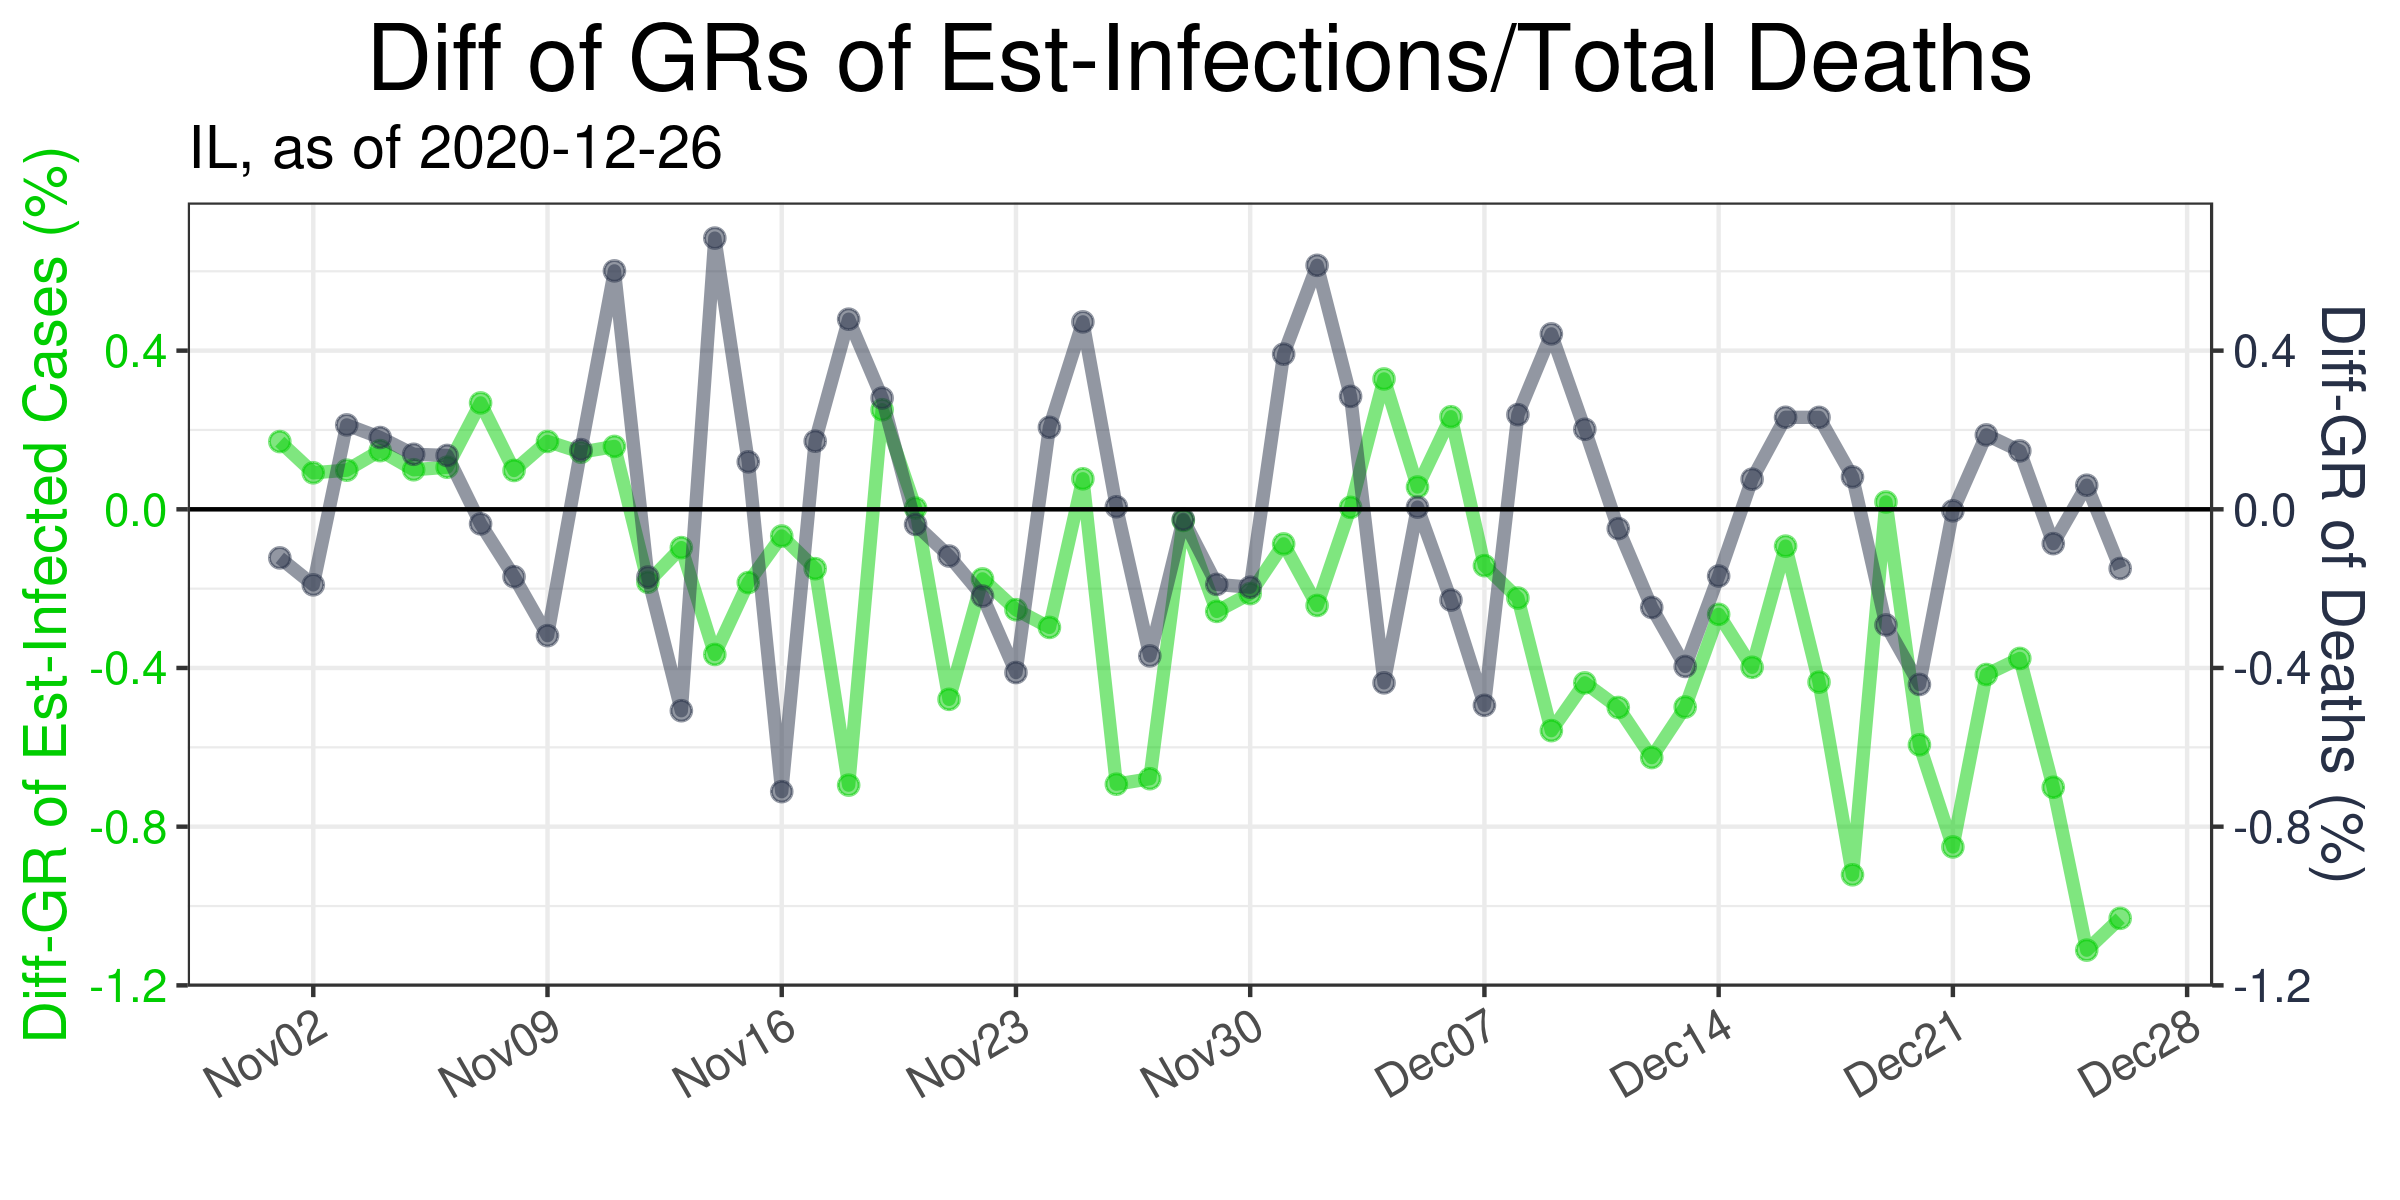 Diff of GRs of Est-Infections/Total Deaths
IL, as of 2020-12-26
Diff-GR of Est-Infected Cases (%)
0.4
0.0
-0.4
-0.8
-1.2
0.4
0.0
-0.4
-0.8
-1.2
Diff-GR of Deaths (%)
Nov02
Nov09
Nov16
Nov23
Nov30
Dec07
Dec14
Dec21
Dec28